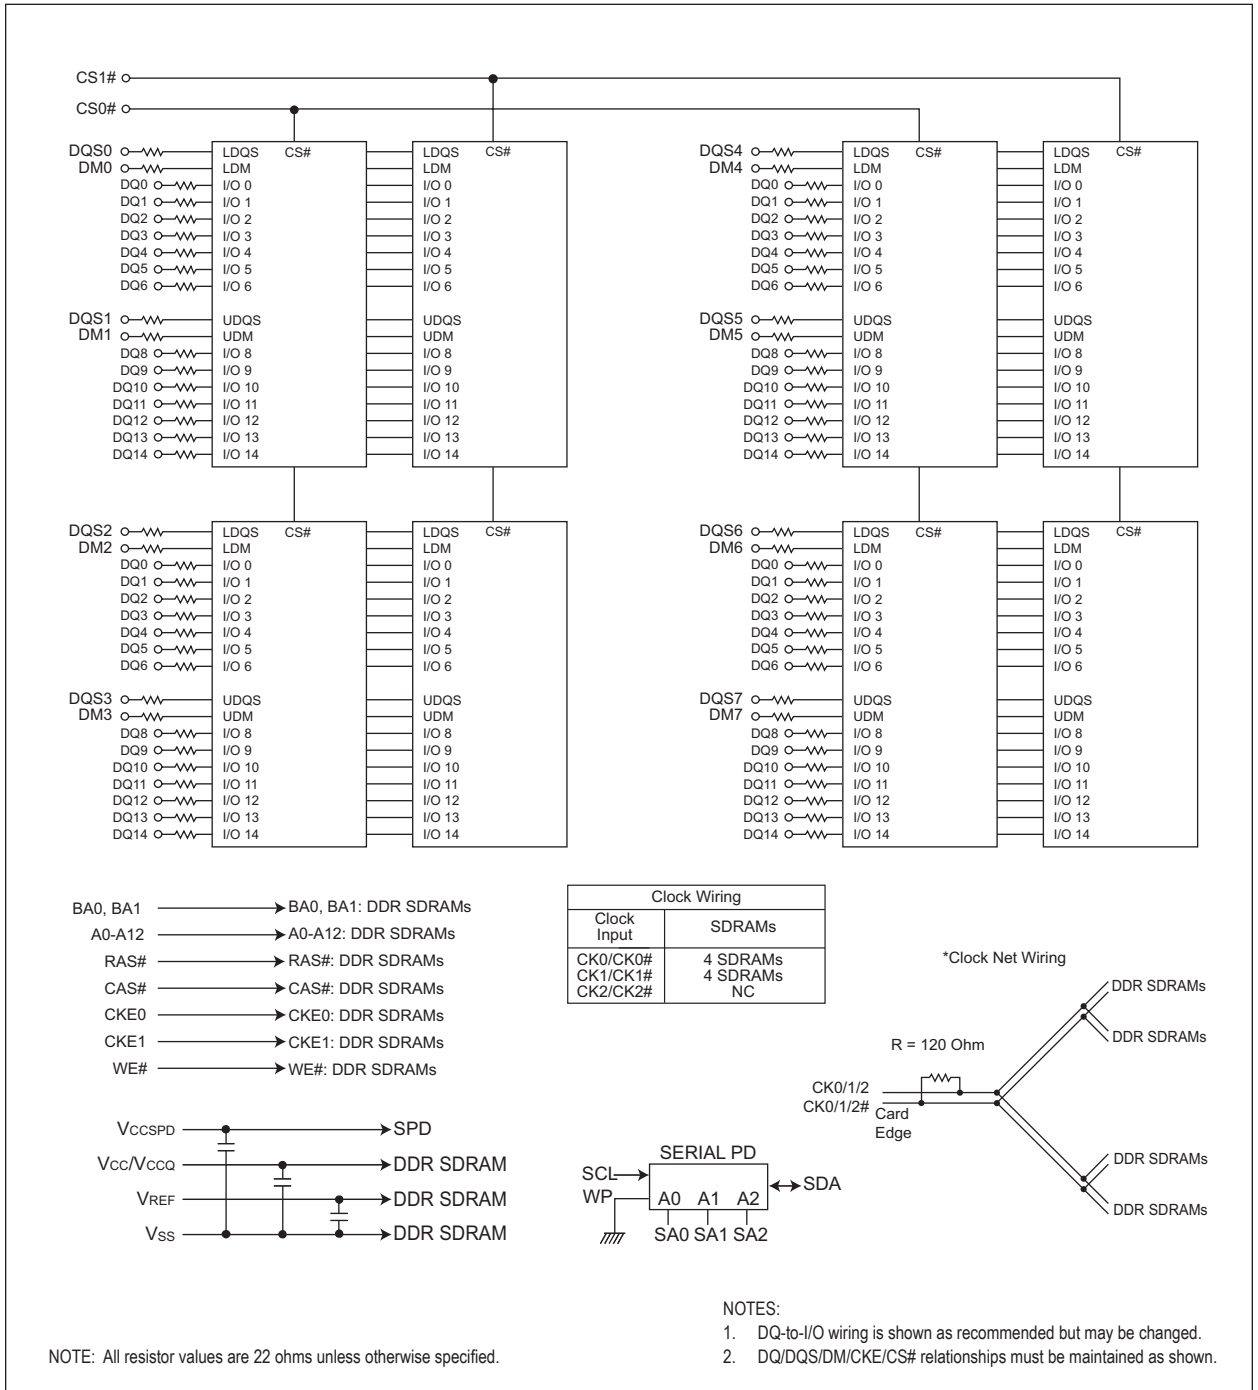 CS1#
CS0#
DQS0 LDQS CS# LDQS CS#
DM0 LDM LDM
DQ0 I/O 0 I/O 0
DQ1 I/O 1 I/O 1
DQ2 I/O 2 I/O 2
DQ3 I/O 3 I/O 3
DQ4 I/O 4 I/O 4
DQ5 I/O 5 I/O 5
DQ6 I/O 6 I/O 6
DQS1 UDQS UDQS
DM1 UDM UDM
DQ8 I/O 8 I/O 8
DQ9 I/O 9 I/O 9
DQ10 I/O 10 I/O 10
DQ11 I/O 11 I/O 11
DQ12 I/O 12 I/O 12
DQ13 I/O 13 I/O 13
DQ14 I/O 14 I/O 14
DQS4 LDQS CS# LDQS CS#
DM4 LDM LDM
DQ0 I/O 0 I/O 0
DQ1 I/O 1 I/O 1
DQ2 I/O 2 I/O 2
DQ3 I/O 3 I/O 3
DQ4 I/O 4 I/O 4
DQ5 I/O 5 I/O 5
DQ6 I/O 6 I/O 6
DQS5 UDQS UDQS
DM5 UDM UDM
DQ8 I/O 8 I/O 8
DQ9 I/O 9 I/O 9
DQ10 I/O 10 I/O 10
DQ11 I/O 11 I/O 11
DQ12 I/O 12 I/O 12
DQ13 I/O 13 I/O 13
DQ14 I/O 14 I/O 14
DQS2 LDQS CS# LDQS CS#
DM2 LDM LDM
DQ0 I/O 0 I/O 0
DQ1 I/O 1 I/O 1
DQ2 I/O 2 I/O 2
DQ3 I/O 3 I/O 3
DQ4 I/O 4 I/O 4
DQ5 I/O 5 I/O 5
DQ6 I/O 6 I/O 6
DQS3 UDQS UDQS
DM3 UDM UDM
DQ8 I/O 8 I/O 8
DQ9 I/O 9 I/O 9
DQ10 I/O 10 I/O 10
DQ11 I/O 11 I/O 11
DQ12 I/O 12 I/O 12
DQ13 I/O 13 I/O 13
DQ14 I/O 14 I/O 14
DQS6 LDQS CS# LDQS CS#
DM6 LDM LDM
DQ0 I/O 0 I/O 0
DQ1 I/O 1 I/O 1
DQ2 I/O 2 I/O 2
DQ3 I/O 3 I/O 3
DQ4 I/O 4 I/O 4
DQ5 I/O 5 I/O 5
DQ6 I/O 6 I/O 6
DQS7 UDQS UDQS
DM7 UDM UDM
DQ8 I/O 8 I/O 8
DQ9 I/O 9 I/O 9
DQ10 I/O 10 I/O 10
DQ11 I/O 11 I/O 11
DQ12 I/O 12 I/O 12
DQ13 I/O 13 I/O 13
DQ14 I/O 14 I/O 14
BA0, BA1 BA0, BA1: DDR SDRAMs
A0-A12 A0-A12: DDR SDRAMs
RAS# RAS#: DDR SDRAMs
CAS# CAS#: DDR SDRAMs
CKE0 CKE0: DDR SDRAMs
CKE1 CKE1: DDR SDRAMs
WE# WE#: DDR SDRAMs
Clock Wiring
Clock Input SDRAMs
CK0/CK0# 4 SDRAMs
CK1/CK1# 4 SDRAMs
CK2/CK2# NC
*Clock Net Wiring
DDR SDRAMs
DDR SDRAMs
R = 120 Ohm
CK0/1/2
CK0/1/2# Card
Edge
DDR SDRAMs
DDR SDRAMs
VCCSPD SPD
VCC/VCCQ DDR SDRAM
VREF DDR SDRAM
VSS DDR SDRAM
SERIAL PD
SCL
WP A0 A1 A2 SDA
SA0 SA1 SA2
NOTE: All resistor values are 22 ohms unless otherwise specified.
NOTES:
1. DQ-to-I/O wiring is shown as recommended but may be changed.
2. DQ/DQS/DM/CKE/CS# relationships must be maintained as shown.